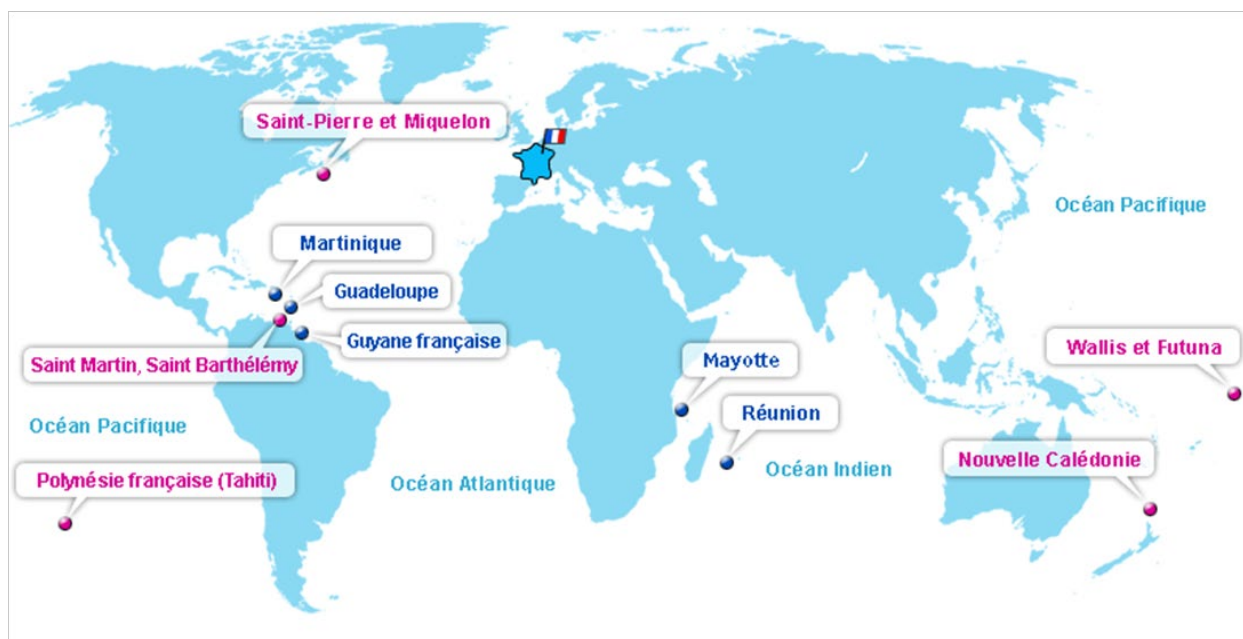 Saint-Pierre et Miquelon
Océan Pacifique
Martinique
Guadeloupe
Guyane française
Saint Martin, Saint Barthélémy
Mayotte
Wallis et Futuna
Réunion
Océan Pacifique
Nouvelle Calédonie
Océan Indien
Polynésie française (Tahiti)
Océan Atlantique